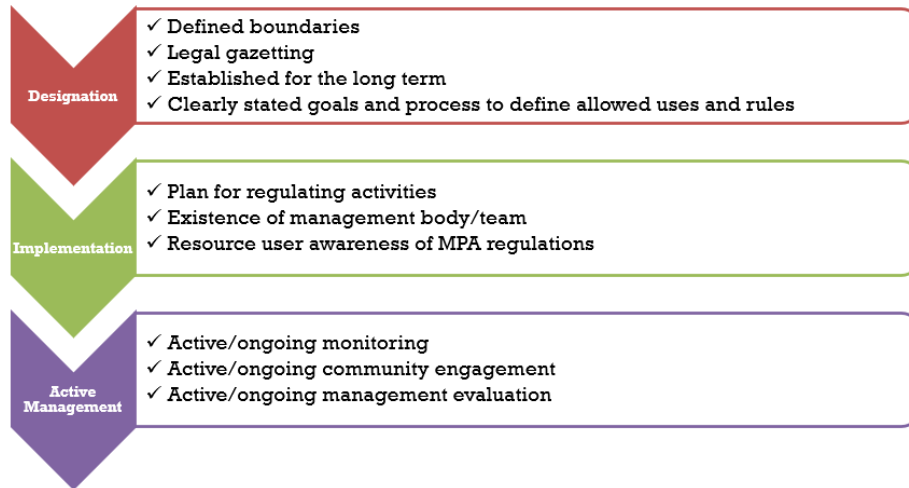 Designation
✓ Defined boundaries
✓ Legal gazetting
✓ Established for the long term
✓ Clearly stated goals and process to define allowed uses and rules
Implementation
✓ Plan for regulating activities
✓ Existence of management body/team
✓ Resource user awareness of MPA regulations
Active
Management
✓ Active/ongoing monitoring
✓ Active/ongoing community engagement
✓ Active/ongoing management evaluation